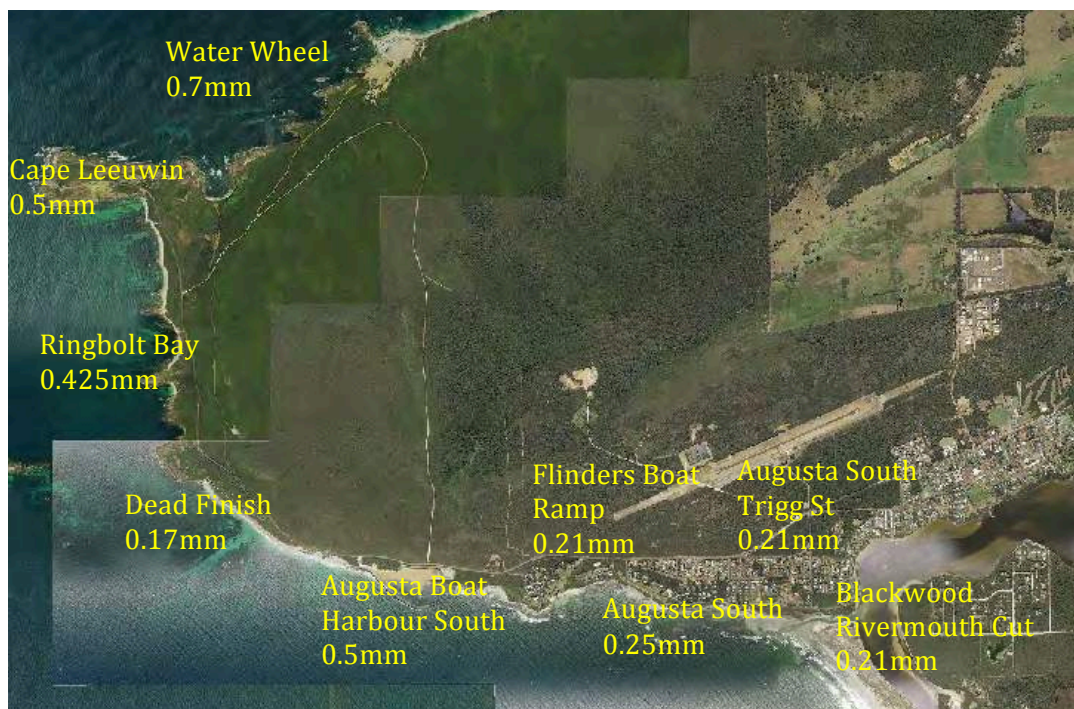 Water Wheel
0.7mm
Cape Leeuwin
0.5mm
Ringbolt Bay
0.425mm
Dead Finish
0.17mm
Flinders Boat
Ramp
0.21mm
Augusta South
Trigg St
0.21mm
Augusta Boat
Harbour South
0.5mm
Augusta South
0.25mm
Blackwood
Rivermouth Cut
0.21mm